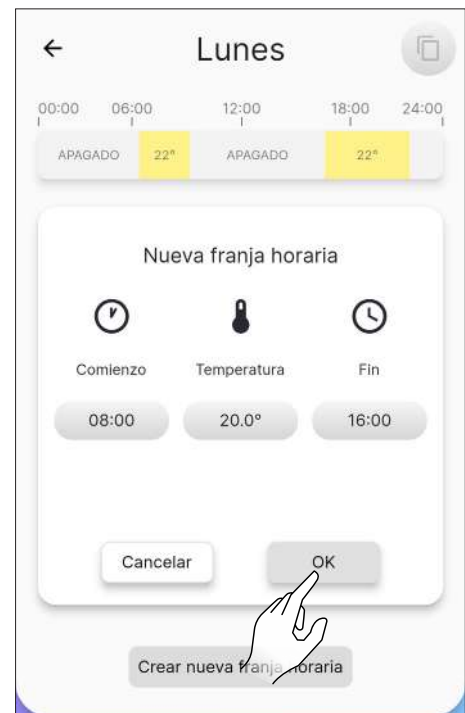 Lunes
00:00 06:00 12:00 18:00 24:00
APAGADO 22° APAGADO 22°
Nueva franja horaria
Comienzo Temperatura Fin
08:00 20.0° 16:00
Cancelar OK
Crear nueva franja horaria